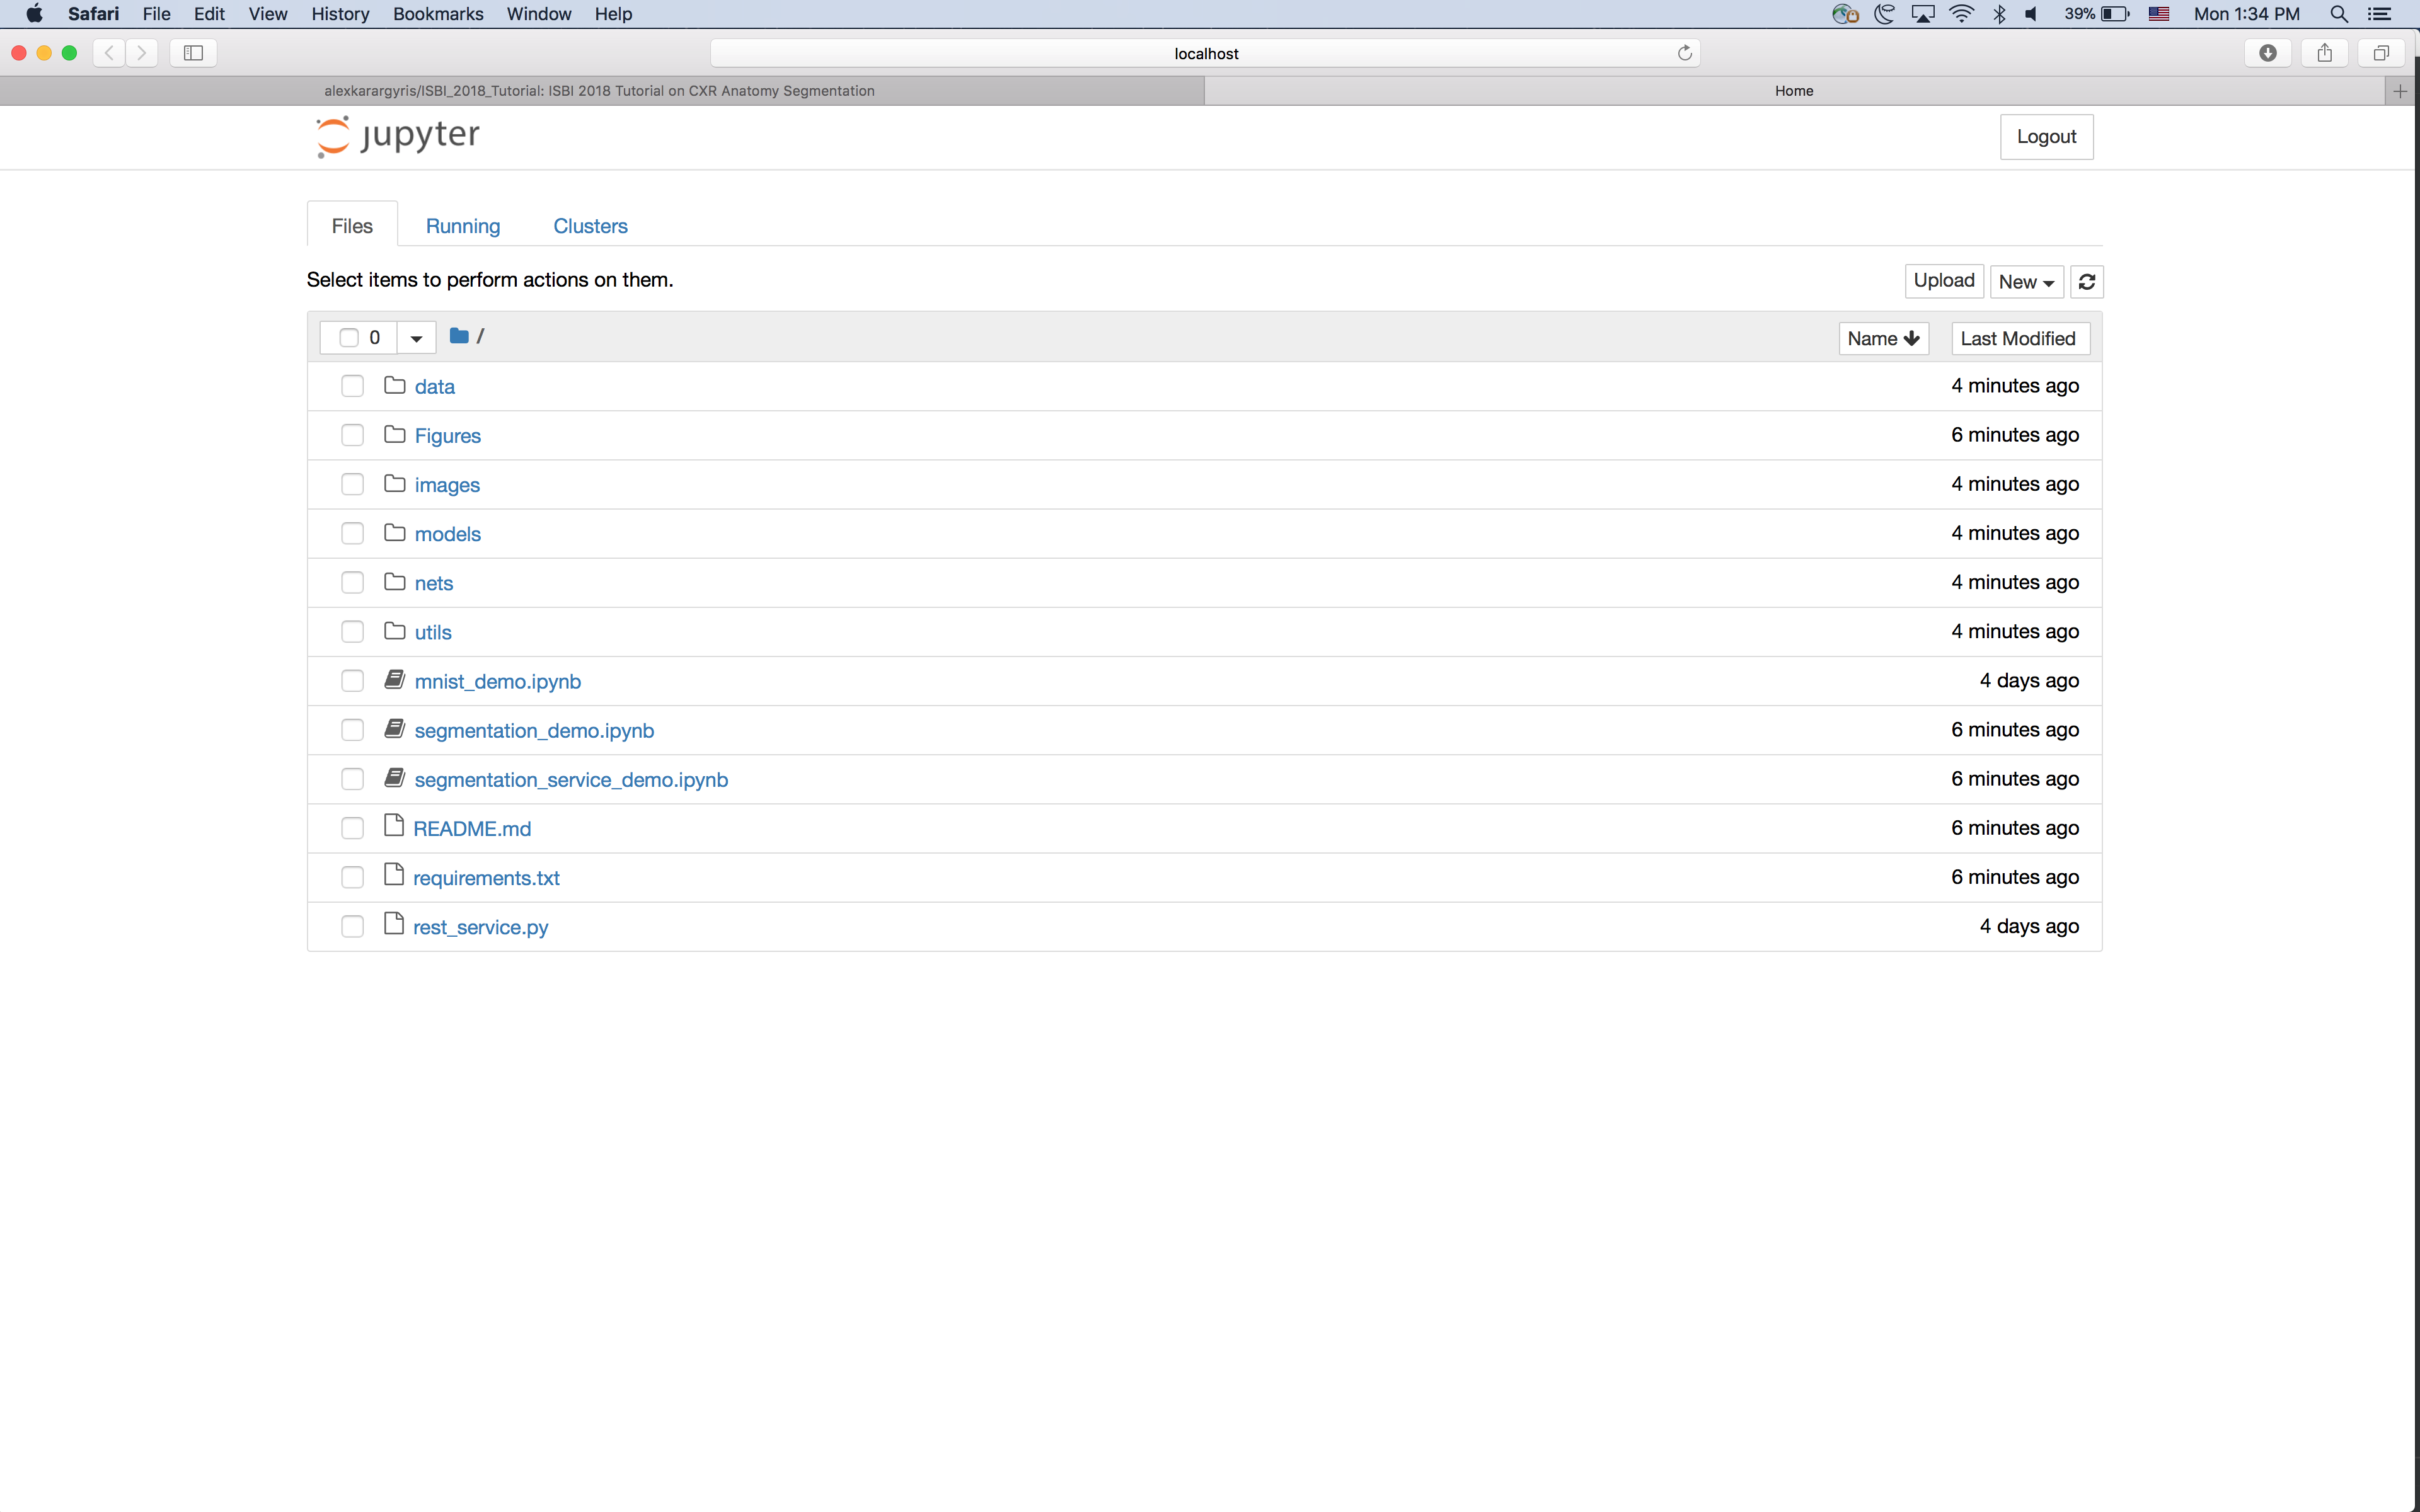 Safari File Edit View History Bookmarks Window Help 39% Mon 1:34 PM
localhost
alexkarargyris/ISBI_2018_Tutorial: ISBI 2018 Tutorial on CXR Anatomy Segmentation Home
jupyter Logout
Files Running Clusters
Select items to perform actions on them. Upload New
0 / Name Last Modified
data 4 minutes ago
Figures 6 minutes ago
images 4 minutes ago
models 4 minutes ago
nets 4 minutes ago
utils 4 minutes ago
mnist_demo.ipynb 4 days ago
segmentation_demo.ipynb 6 minutes ago
segmentation_service_demo.ipynb 6 minutes ago
README.md 6 minutes ago
requirements.txt 6 minutes ago
rest_service.py 4 days ago